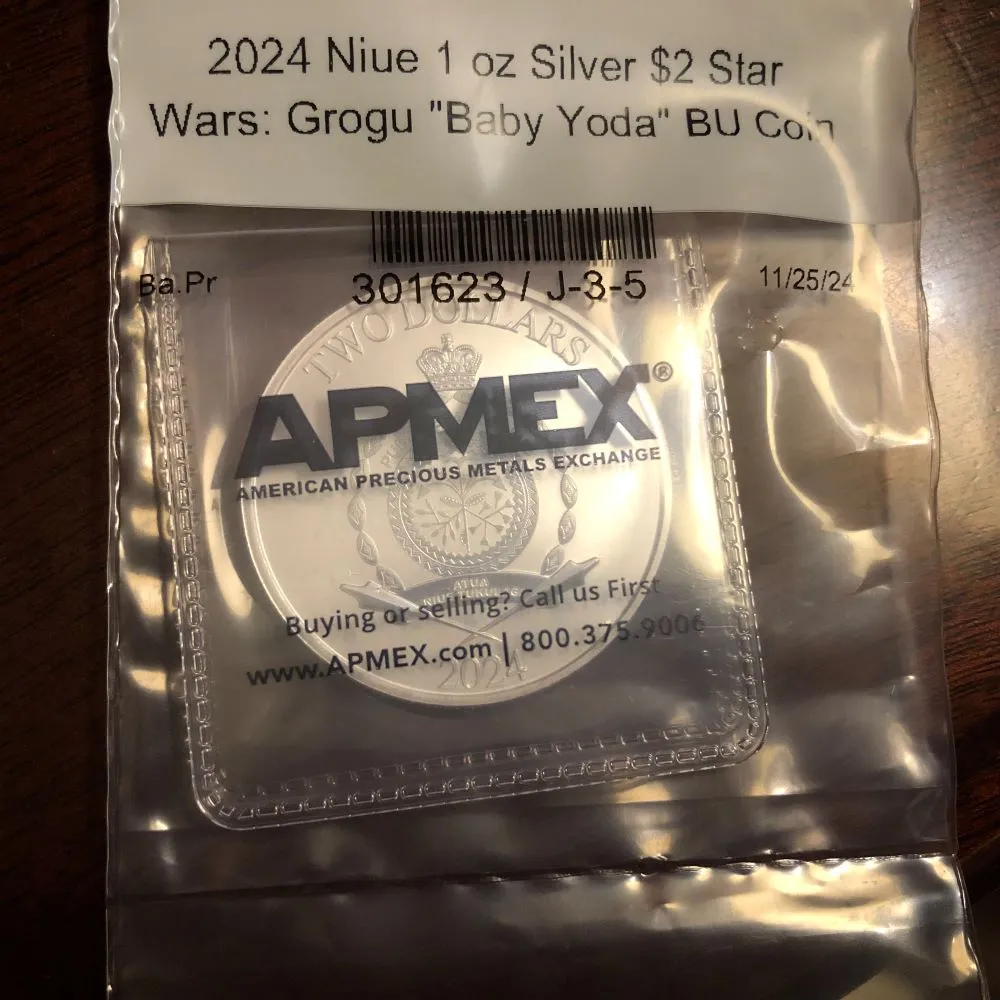 2024 Niue 1 oz Silver $2 Star
Wars: Grogu "Baby Yoda" BU Coin
Ba.Pr
301623 / J-3-5
11/25/24
TWO DOLLARS
APMEX®
AMERICAN PRECIOUS METALS EXCHANGE
ATUA
Buying or selling? Call us First
www.APMEX.com | 800.375.9006
2024